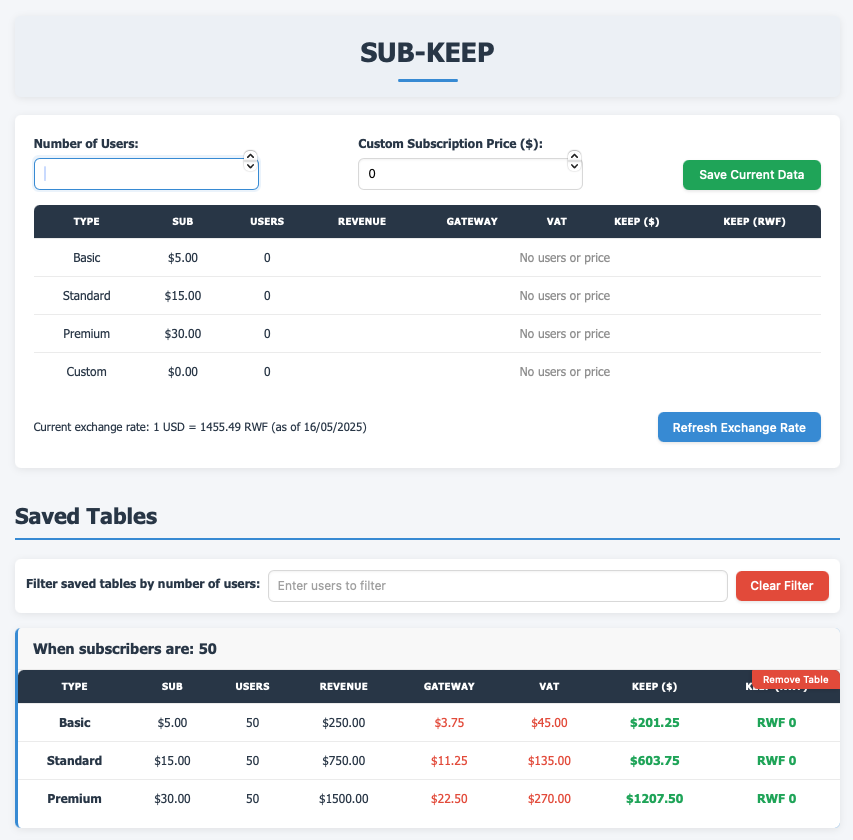 SUB-KEEP
Number of Users:
Custom Subscription Price ($):
0
Save Current Data
TYPE SUB USERS REVENUE GATEWAY VAT KEEP ($) KEEP (RWF)
Basic $5.00 0 No users or price
Standard $15.00 0 No users or price
Premium $30.00 0 No users or price
Custom $0.00 0 No users or price
Current exchange rate: 1 USD = 1455.49 RWF (as of 16/05/2025)
Refresh Exchange Rate
Saved Tables
Filter saved tables by number of users: Enter users to filter Clear Filter
When subscribers are: 50
Remove Table
TYPE SUB USERS REVENUE GATEWAY VAT KEEP ($)
Basic $5.00 50 $250.00 $3.75 $45.00 $201.25 RWF 0
Standard $15.00 50 $750.00 $11.25 $135.00 $603.75 RWF 0
Premium $30.00 50 $1500.00 $22.50 $270.00 $1207.50 RWF 0